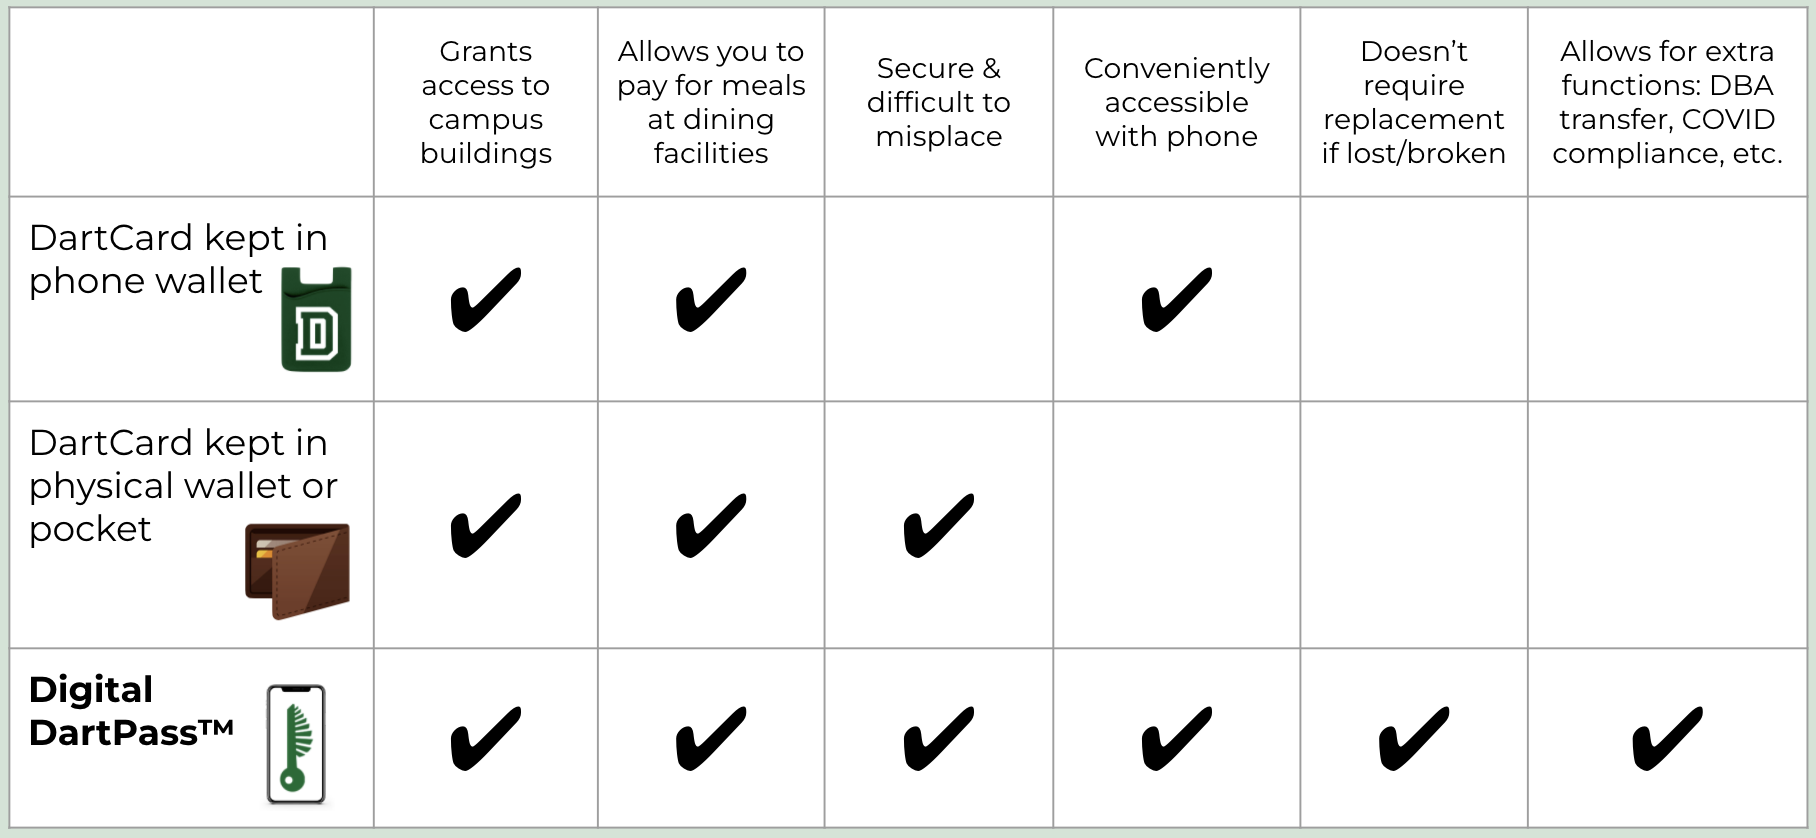 Grants
access to
campus
buildings
Allows you to
pay for meals
at dining
facilities
Secure &
difficult to
misplace
Conveniently
accessible
with phone
Doesn’t
require
replacement
if lost/broken
Allows for extra
functions: DBA
transfer, COVID
compliance, etc.
DartCard kept in
phone wallet
D
✔ ✔ ✔
DartCard kept in
physical wallet or
pocket
✔ ✔ ✔
Digital
DartPass™
✔ ✔ ✔ ✔ ✔ ✔